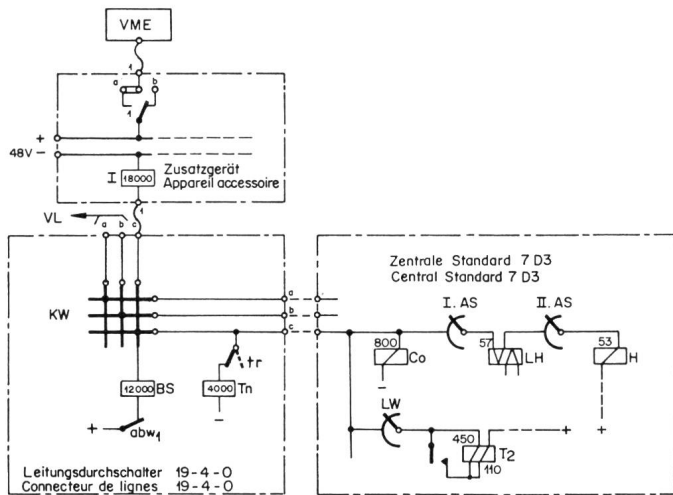 VME
1
a b
1
+
48V –
I 18000
Zusatzgerät
Appareil accessoire
VL
1
a b c
KW
a
b
c
tr
12000 BS
4000 Tn
–
+ abw₁
Leitungsdurchschalter 19-4-0
Connecteur de lignes 19-4-0
Zentrale Standard 7 D3
Central Standard 7 D3
I. AS II. AS
800 Co
57 LH
53 H
–
LW
450
T2
110
+ +